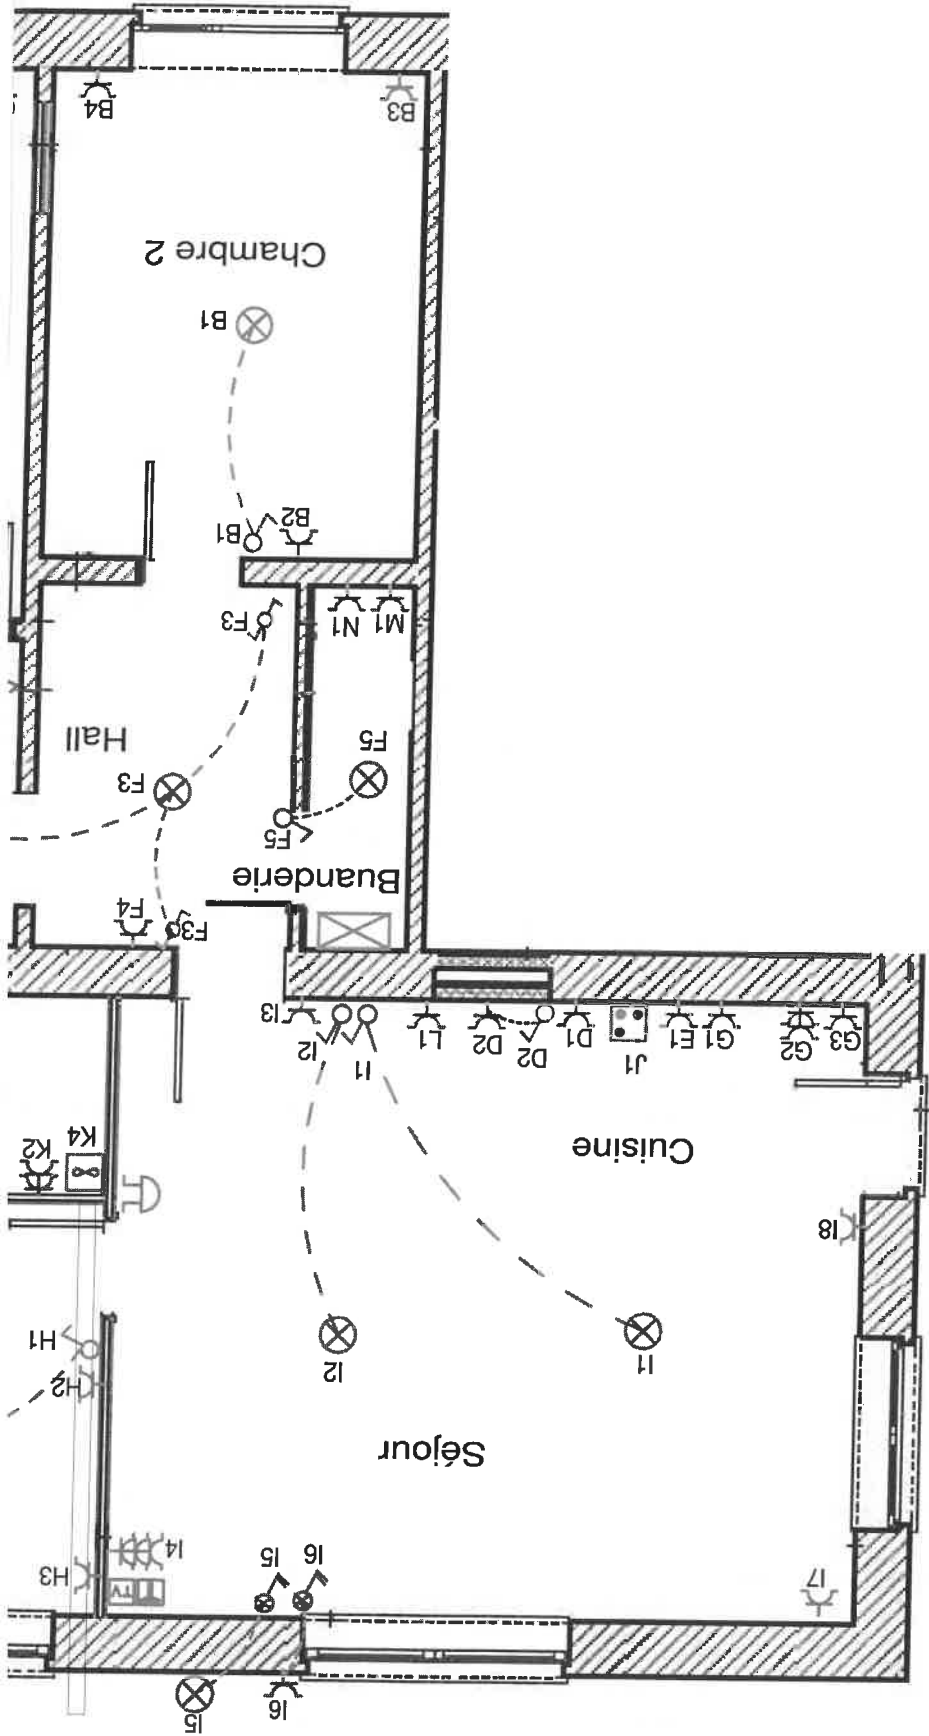 I6
I5
I6
I5
I7
TV
H3
I4
Séjour
H2
I1
I2
H1
I8
Cuisine
K4
K2
I1
G3
G2
G1
E1
J1
D1
D2
D2
L1
I2
I3
F3
F4
Buanderie
F5
F3
F5
Hall
M1
N1
F3
B2
B1
B1
Chambre 2
B3
B4